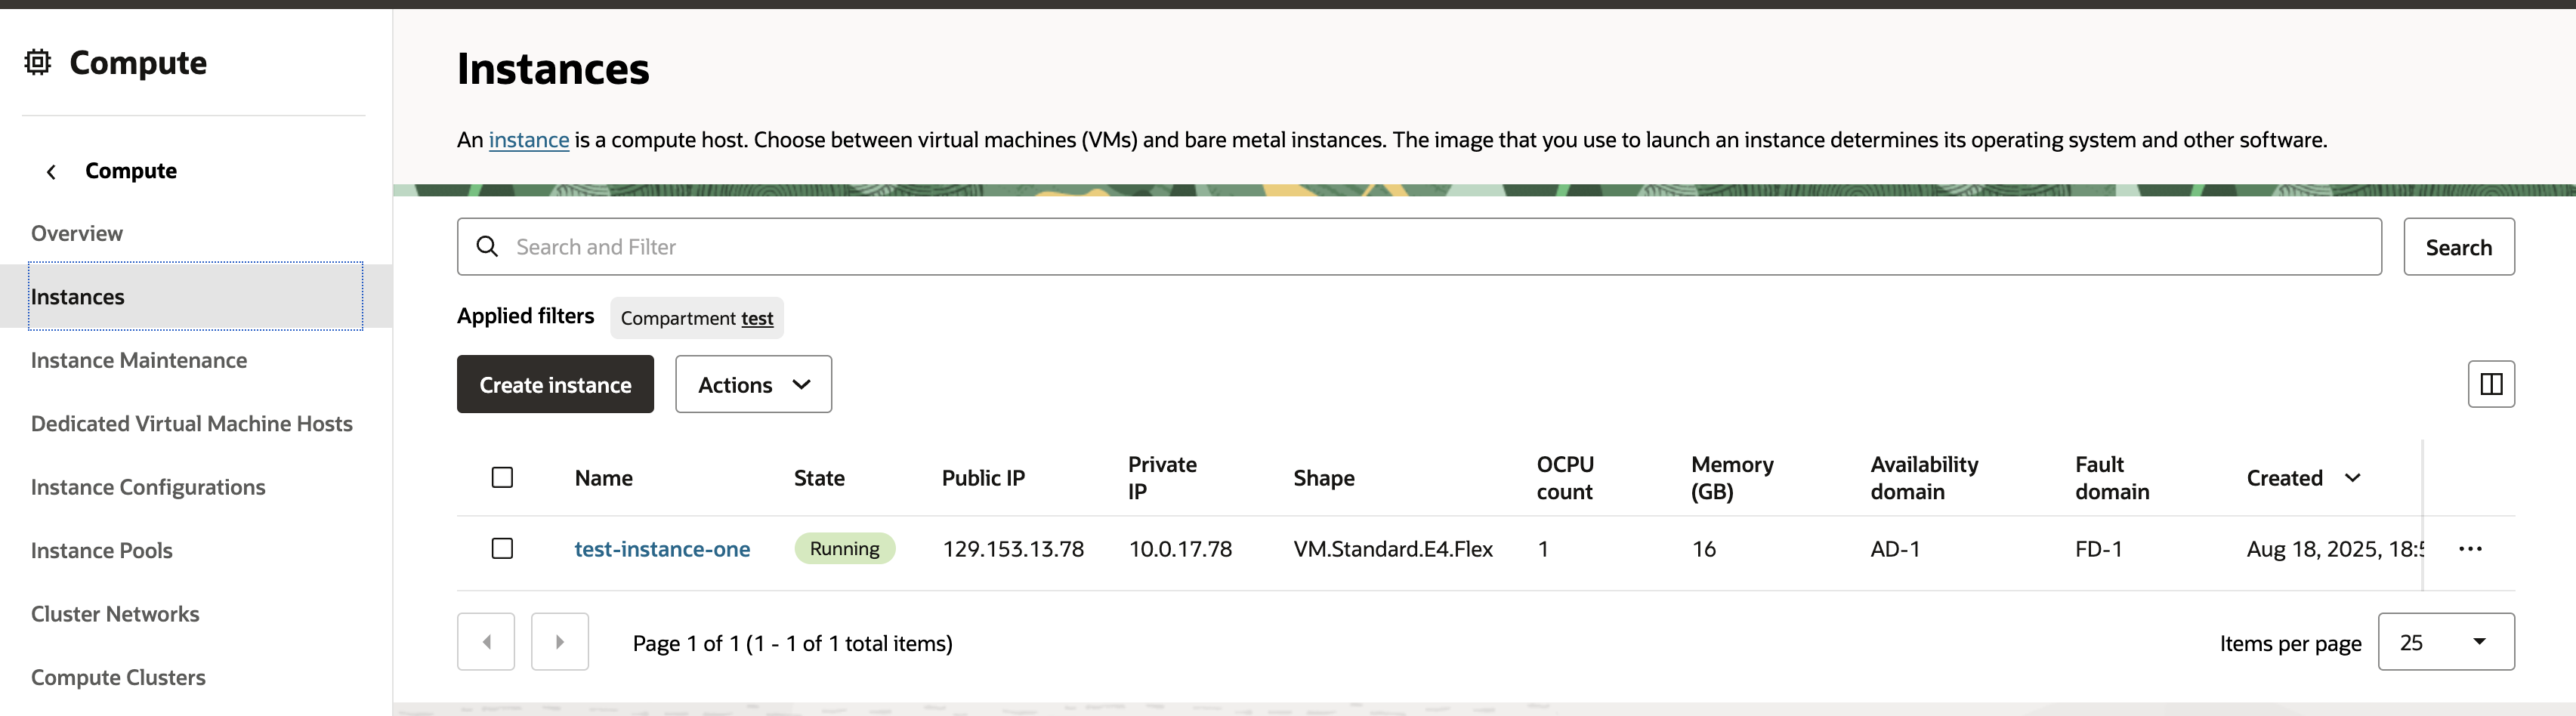 Compute
Compute
Overview
Instances
Instance Maintenance
Dedicated Virtual Machine Hosts
Instance Configurations
Instance Pools
Cluster Networks
Compute Clusters
Instances
An instance is a compute host. Choose between virtual machines (VMs) and bare metal instances. The image that you use to launch an instance determines its operating system and other software.
Search and Filter
Search
Applied filters Compartment test
Create instance Actions
Name State Public IP Private IP Shape OCPU count Memory (GB) Availability domain Fault domain Created
test-instance-one Running 129.153.13.78 10.0.17.78 VM.Standard.E4.Flex 1 16 AD-1 FD-1 Aug 18, 2025, 18:5
Page 1 of 1 (1 - 1 of 1 total items)
Items per page 25